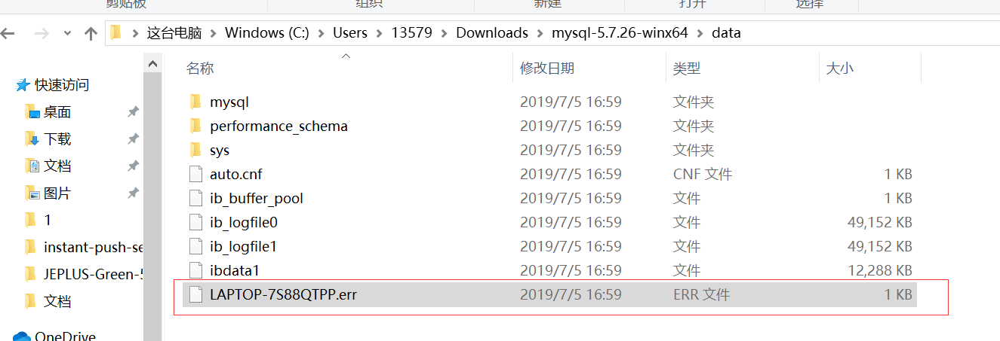 剪贴板 组织 新建 打开 选择
这台电脑 Windows (C:) Users 13579 Downloads mysql-5.7.26-winx64 data
名称 修改日期 类型 大小
快速访问
桌面
下载
文档
图片
1
instant-push-se
JEPLUS-Green-5
文档
OneDrive
mysql 2019/7/5 16:59 文件夹
performance_schema 2019/7/5 16:59 文件夹
sys 2019/7/5 16:59 文件夹
auto.cnf 2019/7/5 16:59 CNF 文件 1 KB
ib_buffer_pool 2019/7/5 16:59 文件 1 KB
ib_logfile0 2019/7/5 16:59 文件 49,152 KB
ib_logfile1 2019/7/5 16:59 文件 49,152 KB
ibdata1 2019/7/5 16:59 文件 12,288 KB
LAPTOP-7S88QTPP.err 2019/7/5 16:59 ERR 文件 1 KB